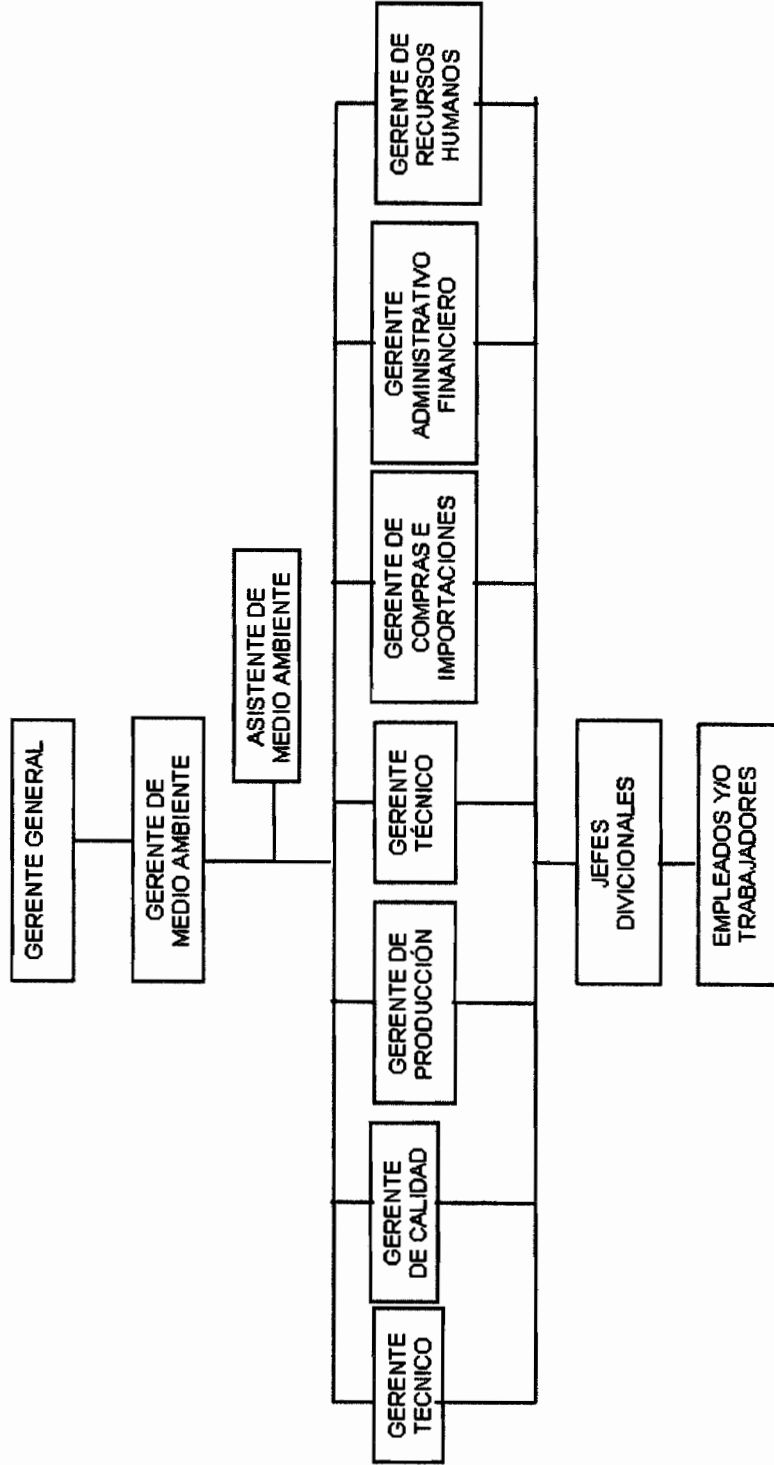 GERENTE GENERAL
GERENTE DE
MEDIO AMBIENTE
ASISTENTE DE
MEDIO AMBIENTE
GERENTE
TECNICO
GERENTE
DE CALIDAD
GERENTE DE
PRODUCCIÓN
GERENTE
TÉCNICO
GERENTE DE
COMPRAS E
IMPORTACIONES
GERENTE
ADMINISTRATIVO
FINANCIERO
GERENTE DE
RECURSOS
HUMANOS
JEFES
DIVICIONALES
EMPLEADOS Y/O
TRABAJADORES